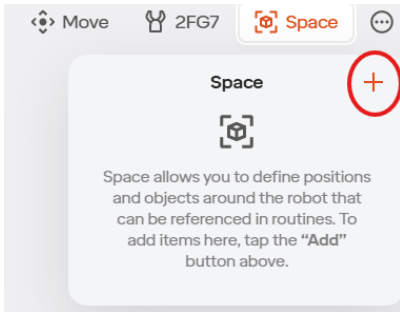 Move 2FG7 Space
Space
Space allows you to define positions
and objects around the robot that
can be referenced in routines. To
add items here, tap the “Add”
button above.